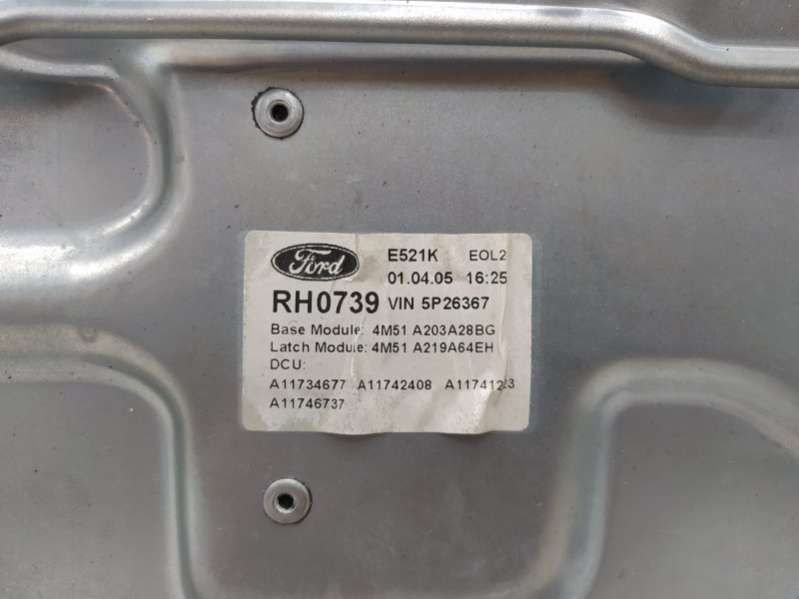 Ford E521K EOL2
01.04.05 16:25
RH0739 VIN 5P26367
Base Module: 4M51 A203A28BG
Latch Module: 4M51 A219A64EH
DCU:
A11734677 A11742408
A11746737